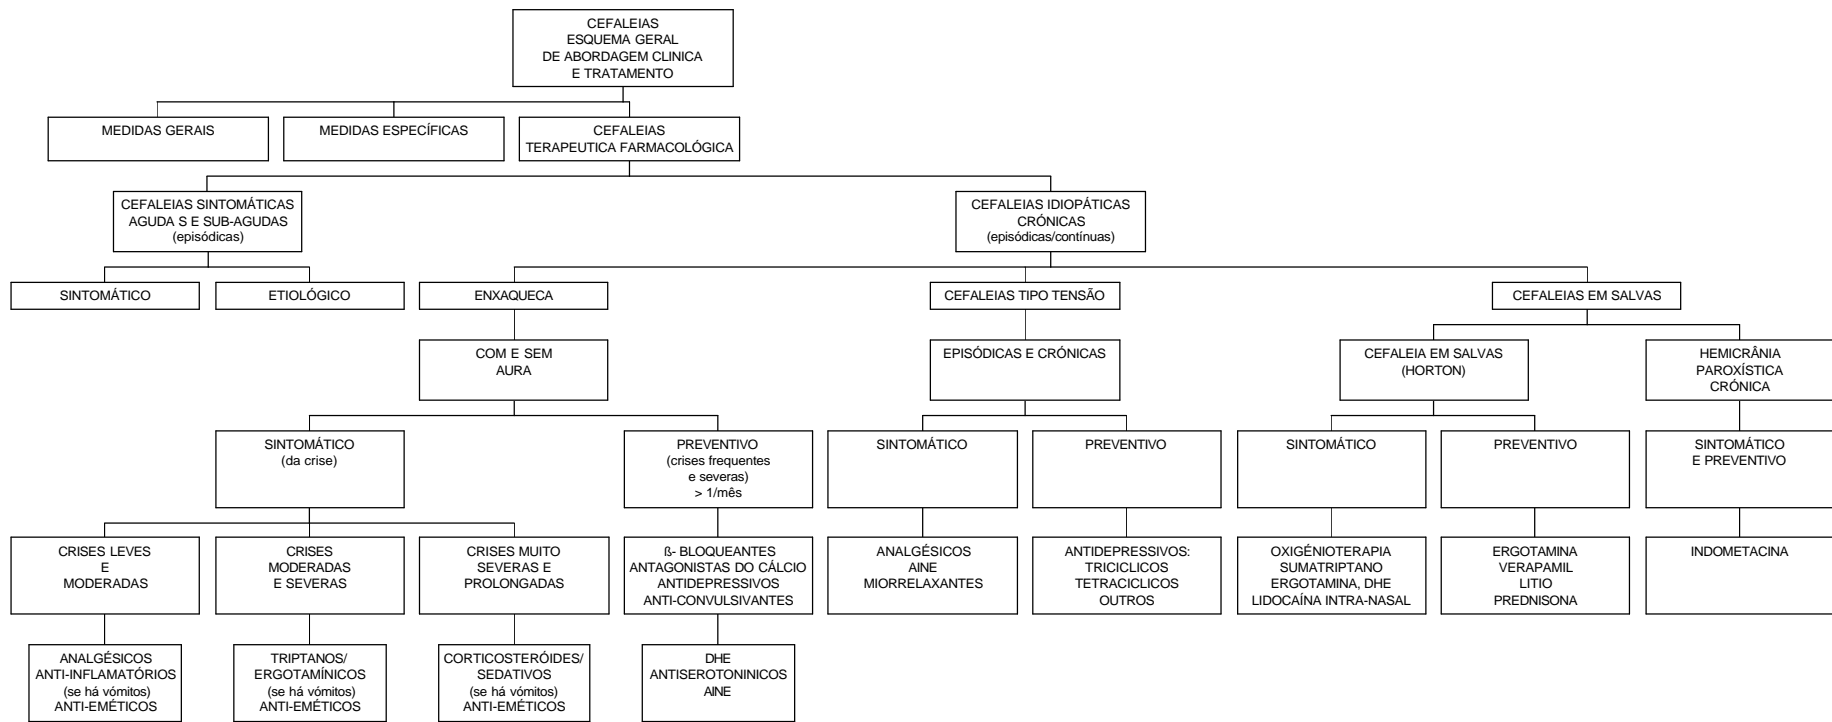 CEFALEIAS
ESQUEMA GERAL
DE ABORDAGEM CLINICA
E TRATAMENTO
MEDIDAS GERAIS
MEDIDAS ESPECÍFICAS
CEFALEIAS
TERAPEUTICA FARMACOLÓGICA
CEFALEIAS SINTOMÁTICAS
AGUDA S E SUB-AGUDAS
(episódicas)
CEFALEIAS IDIOPÁTICAS
CRÓNICAS
(episódicas/contínuas)
SINTOMÁTICO
ETIOLÓGICO
ENXAQUECA
CEFALEIAS TIPO TENSÃO
CEFALEIAS EM SALVAS
COM E SEM
AURA
EPISÓDICAS E CRÓNICAS
CEFALEIA EM SALVAS
(HORTON)
HEMICRÂNIA
PAROXÍSTICA
CRÓNICA
SINTOMÁTICO
(da crise)
PREVENTIVO
(crises frequentes
e severas)
> 1/mês
SINTOMÁTICO
PREVENTIVO
SINTOMÁTICO
PREVENTIVO
SINTOMÁTICO
E PREVENTIVO
CRISES LEVES
E
MODERADAS
CRISES
MODERADAS
E SEVERAS
CRISES MUITO
SEVERAS E
PROLONGADAS
ß- BLOQUEANTES
ANTAGONISTAS DO CÁLCIO
ANTIDEPRESSIVOS
ANTI-CONVULSIVANTES
ANALGÉSICOS
AINE
MIORRELAXANTES
ANTIDEPRESSIVOS:
TRICICLICOS
TETRACICLICOS
OUTROS
OXIGÉNIOTERAPIA
SUMATRIPTANO
ERGOTAMINA, DHE
LIDOCAÍNA INTRA-NASAL
ERGOTAMINA
VERAPAMIL
LITIO
PREDNISONA
INDOMETACINA
ANALGÉSICOS
ANTI-INFLAMATÓRIOS
(se há vómitos)
ANTI-EMÉTICOS
TRIPTANOS/
ERGOTAMÍNICOS
(se há vómitos)
ANTI-EMÉTICOS
CORTICOSTERÓIDES/
SEDATIVOS
(se há vómitos)
ANTI-EMÉTICOS
DHE
ANTISEROTONINICOS
AINE